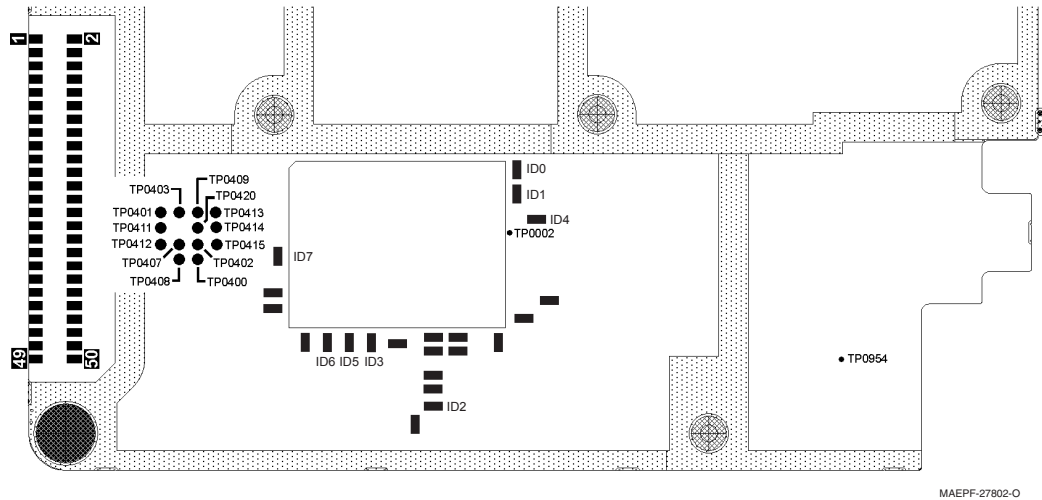 1 2
ID0
TP0409
TP0403 TP0420
ID1
TP0401 TP0413
ID4
TP0411 TP0414
TP0002
TP0412 TP0415
ID7
TP0407 TP0402
TP0408 TP0400
49 50
ID6 ID5 ID3
TP0954
ID2
MAEPF-27802-O